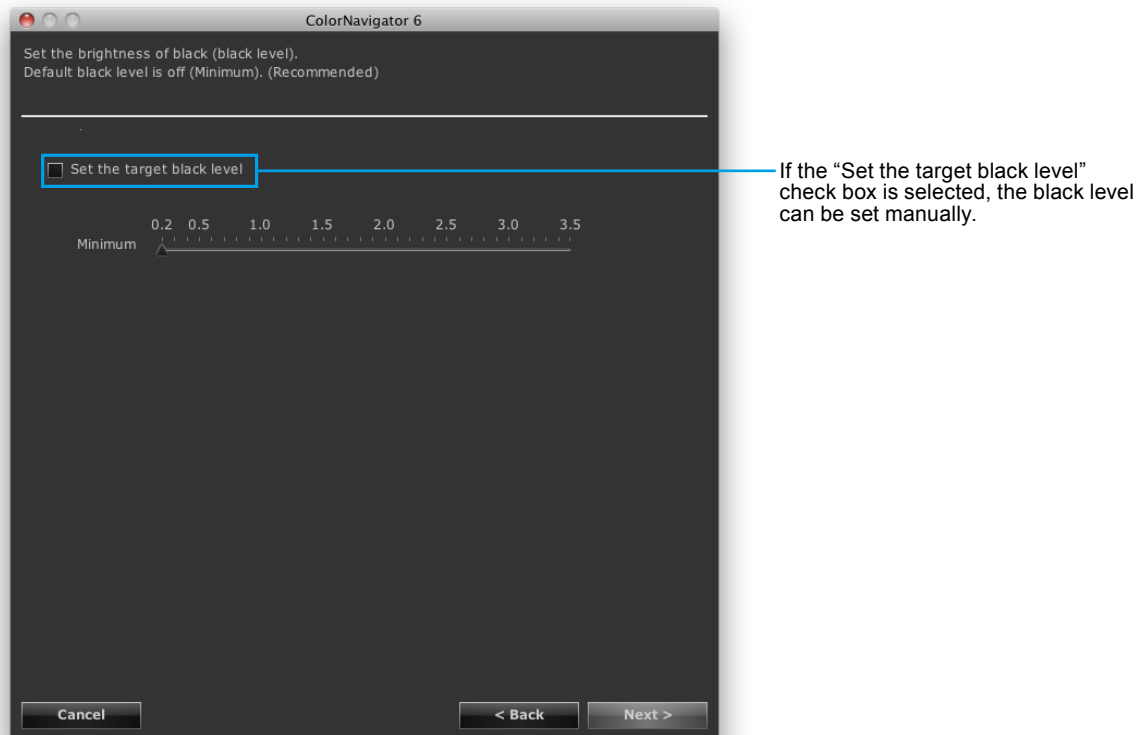 ColorNavigator 6
Set the brightness of black (black level).
Default black level is off (Minimum). (Recommended)
Set the target black level
If the “Set the target black level”
check box is selected, the black level
can be set manually.
0.2 0.5 1.0 1.5 2.0 2.5 3.0 3.5
Minimum
Cancel
< Back
Next >